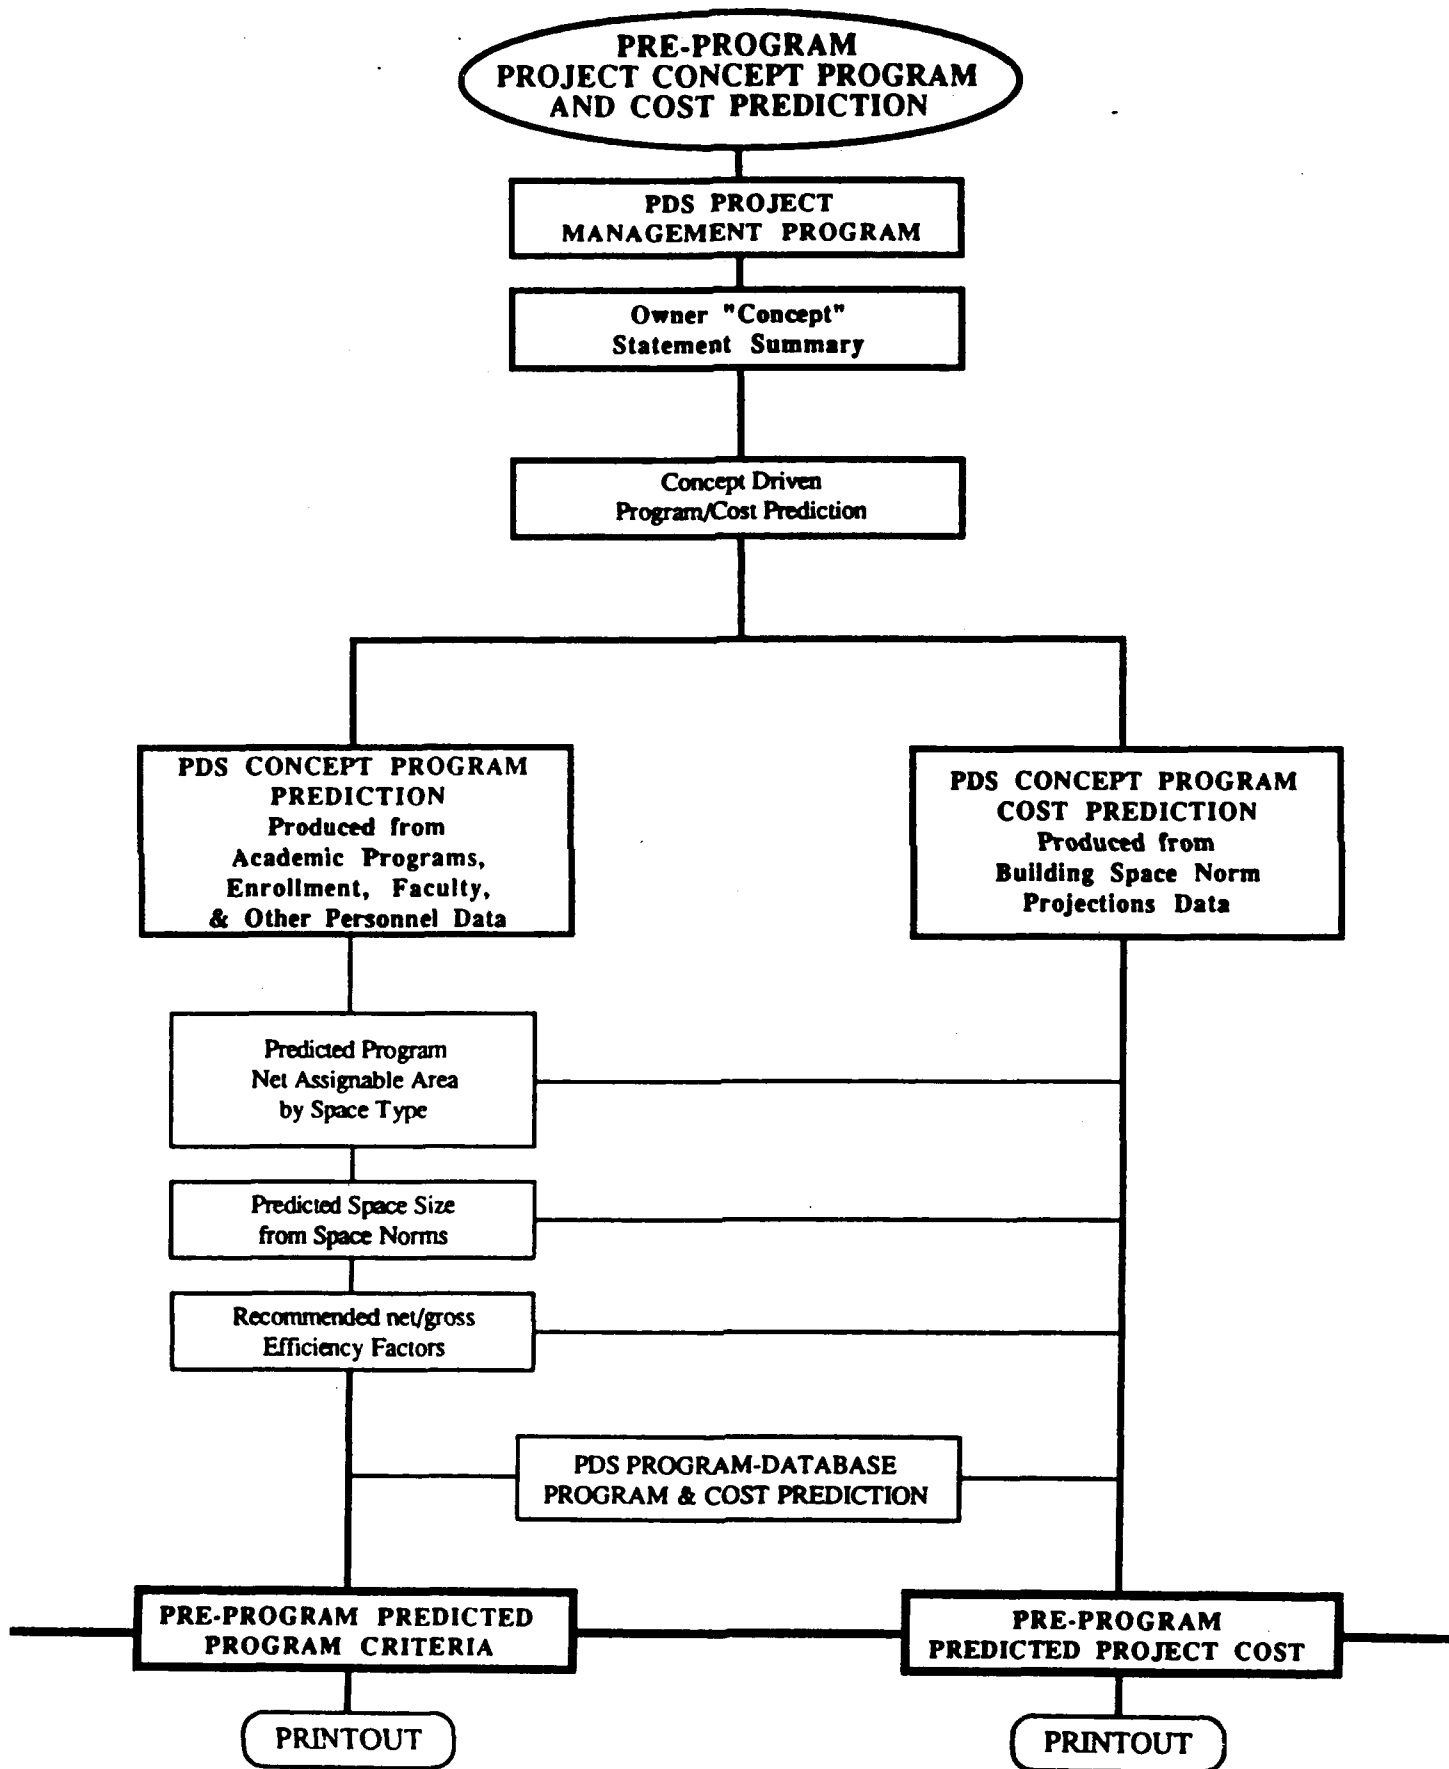 PRE-PROGRAM
PROJECT CONCEPT PROGRAM
AND COST PREDICTION
PDS PROJECT
MANAGEMENT PROGRAM
Owner "Concept"
Statement Summary
Concept Driven
Program/Cost Prediction
PDS CONCEPT PROGRAM
PREDICTION
Produced from
Academic Programs,
Enrollment, Faculty,
& Other Personnel Data
PDS CONCEPT PROGRAM
COST PREDICTION
Produced from
Building Space Norm
Projections Data
Predicted Program
Net Assignable Area
by Space Type
Predicted Space Size
from Space Norms
Recommended net/gross
Efficiency Factors
PDS PROGRAM-DATABASE
PROGRAM & COST PREDICTION
PRE-PROGRAM PREDICTED
PROGRAM CRITERIA
PRE-PROGRAM
PREDICTED PROJECT COST
PRINTOUT
PRINTOUT